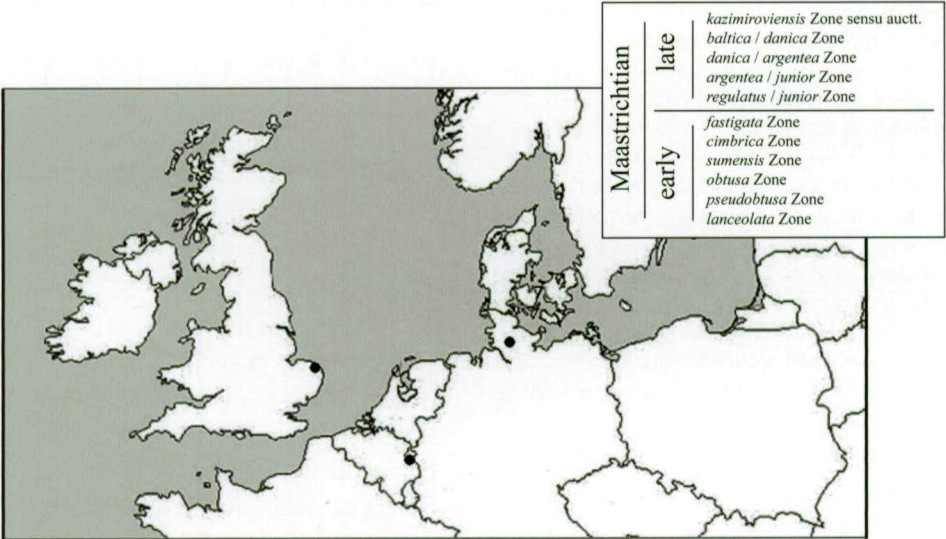 Maastrichtian
late
kazimiroviensis Zone sensu auctt.
baltica / danica Zone
danica / argentea Zone
argentea / junior Zone
regulatus / junior Zone
early
fastigata Zone
cimbrica Zone
sumensis Zone
obtusa Zone
pseudobtusa Zone
lanceolata Zone